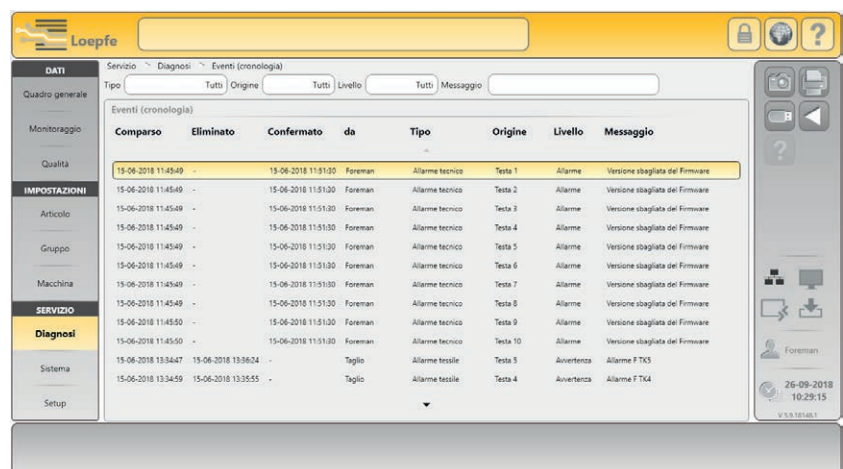 Loepfe
?
DATI
Quadro generale
Monitoraggio
Qualità
IMPOSTAZIONI
Articolo
Gruppo
Macchina
SERVIZIO
Diagnosi
Sistema
Setup
Servizio Diagnosi Eventi (cronologia)
Tipo Tutti Origine Tutti Livello Tutti Messaggio
Eventi (cronologia)
Comparso Eliminato Confermato da Tipo Origine Livello Messaggio
15-06-2018 11:45:49 - 15-06-2018 11:51:30 Foreman Allarme tecnico Testa 1 Allarme Versione sbagliata del Firmware
15-06-2018 11:45:49 - 15-06-2018 11:51:30 Foreman Allarme tecnico Testa 2 Allarme Versione sbagliata del Firmware
15-06-2018 11:45:49 - 15-06-2018 11:51:30 Foreman Allarme tecnico Testa 3 Allarme Versione sbagliata del Firmware
15-06-2018 11:45:49 - 15-06-2018 11:51:30 Foreman Allarme tecnico Testa 4 Allarme Versione sbagliata del Firmware
15-06-2018 11:45:49 - 15-06-2018 11:51:30 Foreman Allarme tecnico Testa 5 Allarme Versione sbagliata del Firmware
15-06-2018 11:45:49 - 15-06-2018 11:51:30 Foreman Allarme tecnico Testa 6 Allarme Versione sbagliata del Firmware
15-06-2018 11:45:49 - 15-06-2018 11:51:30 Foreman Allarme tecnico Testa 7 Allarme Versione sbagliata del Firmware
15-06-2018 11:45:49 - 15-06-2018 11:51:30 Foreman Allarme tecnico Testa 8 Allarme Versione sbagliata del Firmware
15-06-2018 11:45:50 - 15-06-2018 11:51:30 Foreman Allarme tecnico Testa 9 Allarme Versione sbagliata del Firmware
15-06-2018 11:45:50 - 15-06-2018 11:51:30 Foreman Allarme tecnico Testa 10 Allarme Versione sbagliata del Firmware
15-06-2018 13:34:47 15-06-2018 13:36:24 - Taglio Allarme tessile Testa 5 Avvertenza Allarme F TK5
15-06-2018 13:34:59 15-06-2018 13:35:55 - Taglio Allarme tessile Testa 4 Avvertenza Allarme F TK4
?
Foreman
26-09-2018
10:29:15
V 5.9.18148.1